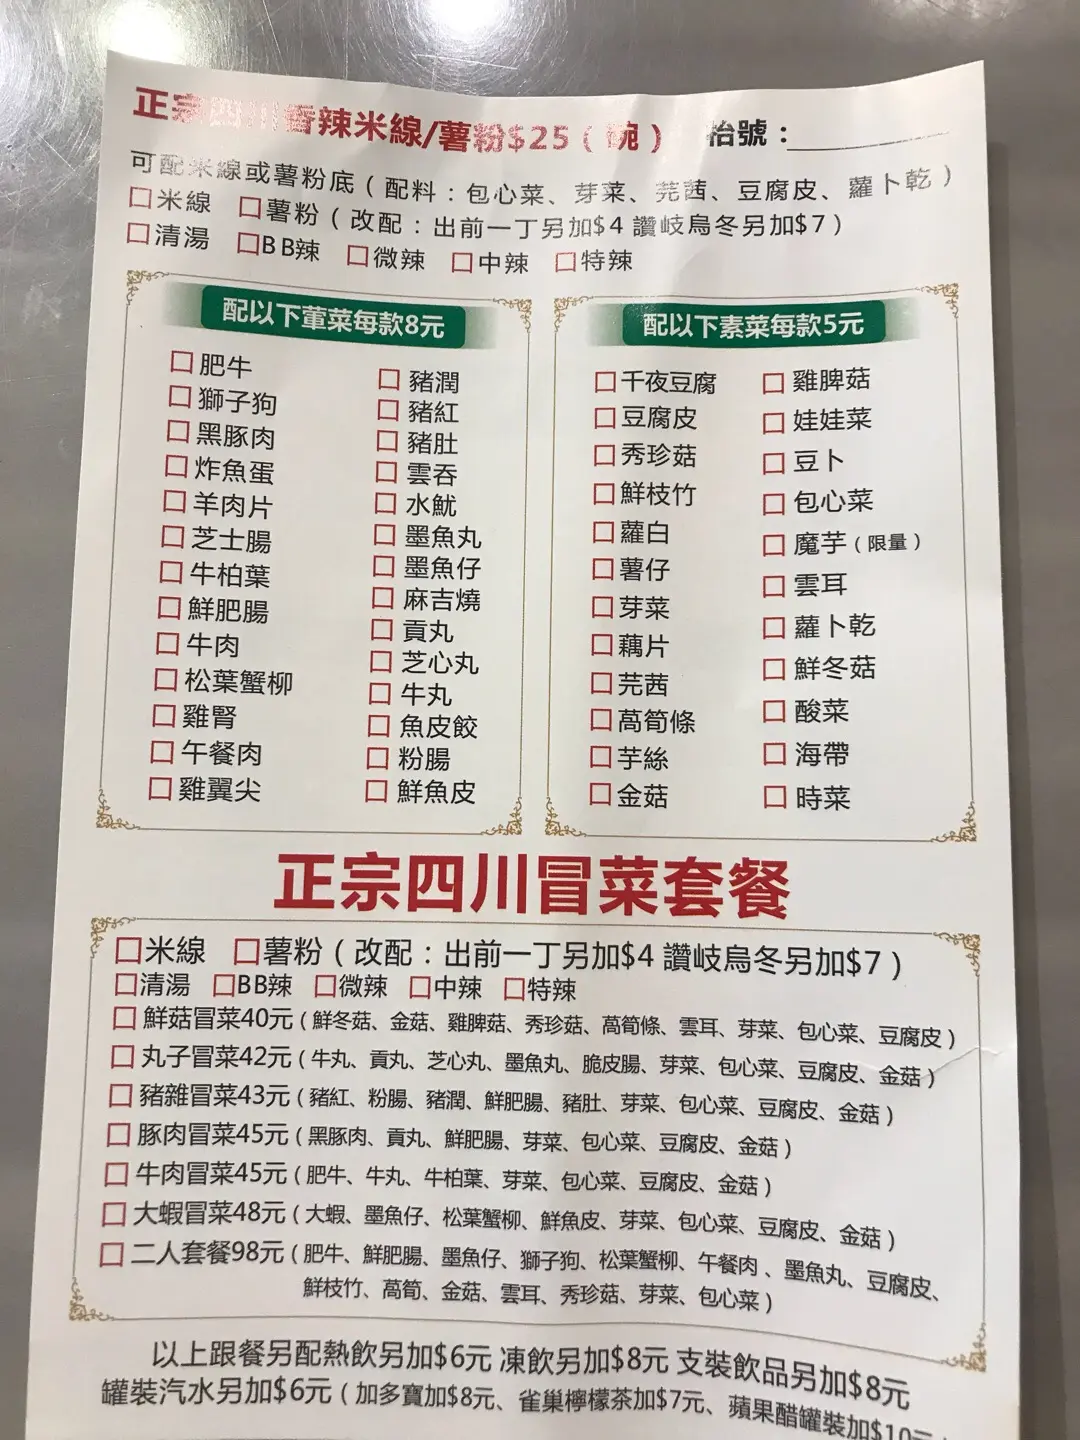 正宗四川香辣米線/薯粉$25（碗） 枱號：
可配米線或薯粉底（配料：包心菜、芽菜、芫茜、豆腐皮、蘿卜乾）
米線 薯粉（改配：出前一丁另加$4 讚岐烏冬另加$7）
清湯 BB辣 微辣 中辣 特辣
配以下葷菜每款8元
肥牛
獅子狗
黑豚肉
炸魚蛋
羊肉片
芝士腸
牛柏葉
鮮肥腸
牛肉
松葉蟹柳
雞腎
午餐肉
雞翼尖
豬潤
豬紅
豬肚
雲吞
水魷
墨魚丸
墨魚仔
麻吉燒
貢丸
芝心丸
牛丸
魚皮餃
粉腸
鮮魚皮
配以下素菜每款5元
千夜豆腐
豆腐皮
秀珍菇
鮮枝竹
蘿白
薯仔
芽菜
藕片
芫茜
萵筍條
芋絲
金菇
雞脾菇
娃娃菜
豆卜
包心菜
魔芋（限量）
雲耳
蘿卜乾
鮮冬菇
酸菜
海帶
時菜
正宗四川冒菜套餐
米線 薯粉（改配：出前一丁另加$4 讚岐烏冬另加$7）
清湯 BB辣 微辣 中辣 特辣
鮮菇冒菜40元（鮮冬菇、金菇、雞脾菇、秀珍菇、萵筍條、雲耳、芽菜、包心菜、豆腐皮）
丸子冒菜42元（牛丸、貢丸、芝心丸、墨魚丸、脆皮腸、芽菜、包心菜、豆腐皮、金菇）
豬雜冒菜43元（豬紅、粉腸、豬潤、鮮肥腸、豬肚、芽菜、包心菜、豆腐皮、金菇）
豚肉冒菜45元（黑豚肉、貢丸、鮮肥腸、芽菜、包心菜、豆腐皮、金菇）
牛肉冒菜45元（肥牛、牛丸、牛柏葉、芽菜、包心菜、豆腐皮、金菇）
大蝦冒菜48元（大蝦、墨魚仔、松葉蟹柳、鮮魚皮、芽菜、包心菜、豆腐皮、金菇）
二人套餐98元（肥牛、鮮肥腸、墨魚仔、獅子狗、松葉蟹柳、午餐肉、墨魚丸、豆腐皮、
鮮枝竹、萵筍、金菇、雲耳、秀珍菇、芽菜、包心菜）
以上跟餐另配熱飲另加$6元 凍飲另加$8元 支裝飲品另加$8元
罐裝汽水另加$6元（加多寶加$8元、雀巢檸檬茶加$7元、蘋果醋罐裝加$10元